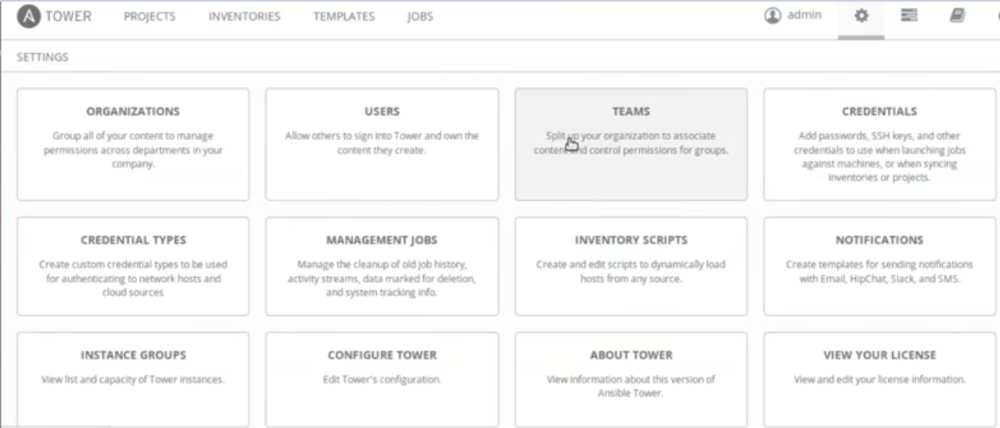 A TOWER PROJECTS INVENTORIES TEMPLATES JOBS admin
SETTINGS
ORGANIZATIONS
Group all of your content to manage
permissions across departments in your
company.
USERS
Allow others to sign into Tower and own the
content they create.
TEAMS
Split up your organization to associate
content and control permissions for groups.
CREDENTIALS
Add passwords, SSH keys, and other
credentials to use when launching jobs
against machines, or when syncing
inventories or projects.
CREDENTIAL TYPES
Create custom credential types to be used
for authenticating to network hosts and
cloud sources
MANAGEMENT JOBS
Manage the cleanup of old job history,
activity streams, data marked for deletion,
and system tracking info.
INVENTORY SCRIPTS
Create and edit scripts to dynamically load
hosts from any source.
NOTIFICATIONS
Create templates for sending notifications
with Email, HipChat, Slack, and SMS.
INSTANCE GROUPS
View list and capacity of Tower instances.
CONFIGURE TOWER
Edit Tower's configuration.
ABOUT TOWER
View information about this version of
Ansible Tower.
VIEW YOUR LICENSE
View and edit your license information.